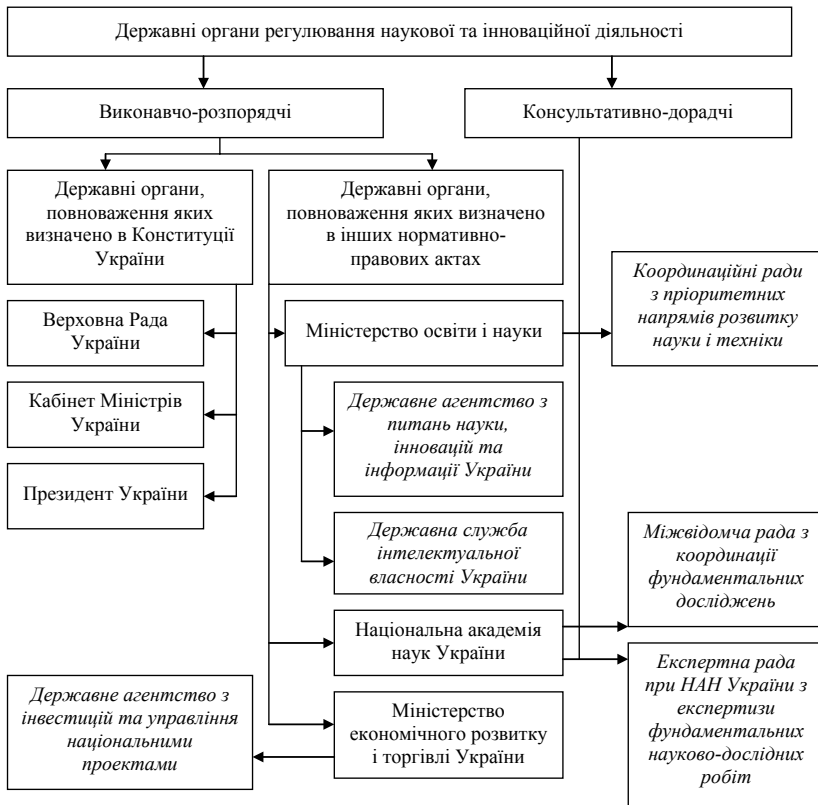 Державні органи регулювання наукової та інноваційної діяльності
Виконавчо-розпорядчі
Консультативно-дорадчі
Державні органи,
повноваження яких
визначено в Конституції
України
Державні органи,
повноваження яких визначено
в інших нормативно-
правових актах
Координаційні ради
з пріоритетних
напрямів розвитку
науки і техніки
Верховна Рада
України
Міністерство освіти і науки
Кабінет Міністрів
України
Державне агентство з
питань науки,
інновацій та
інформації України
Президент України
Державна служба
інтелектуальної
власності України
Міжвідомча рада з
координації
фундаментальних
досліджень
Національна академія
наук України
Експертна рада
при НАН України з
експертизи
фундаментальних
науково-дослідних
робіт
Державне агентство з
інвестицій та управління
національними
проектами
Міністерство
економічного розвитку
і торгівлі України